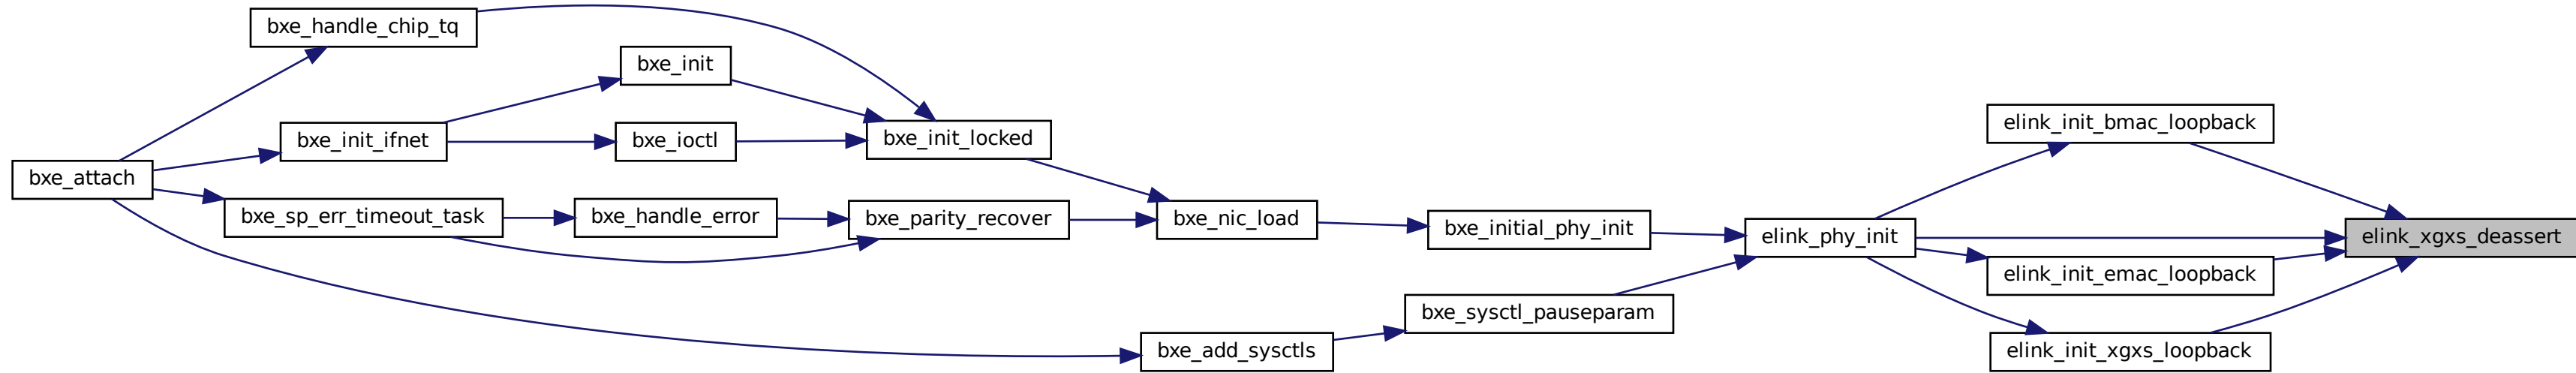 bxe_handle_chip_tq
bxe_init
elink_init_bmac_loopback
bxe_init_ifnet
bxe_ioctl
bxe_init_locked
bxe_attach
bxe_sp_err_timeout_task
bxe_handle_error
bxe_parity_recover
bxe_nic_load
bxe_initial_phy_init
elink_phy_init
elink_xgxs_deassert
elink_init_emac_loopback
bxe_sysctl_pauseparam
bxe_add_sysctls
elink_init_xgxs_loopback